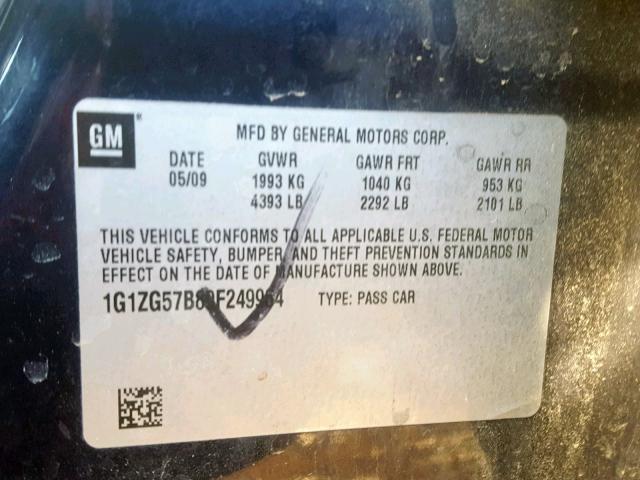 GM
MFD BY GENERAL MOTORS CORP.
DATE GVWR GAWR FRT GAWR RR
05/09 1993 KG 1040 KG 953 KG
4393 LB 2292 LB 2101 LB
THIS VEHICLE CONFORMS TO ALL APPLICABLE U.S. FEDERAL MOTOR
VEHICLE SAFETY, BUMPER, AND THEFT PREVENTION STANDARDS IN
EFFECT ON THE DATE OF MANUFACTURE SHOWN ABOVE.
1G1ZG57B89F249964 TYPE: PASS CAR